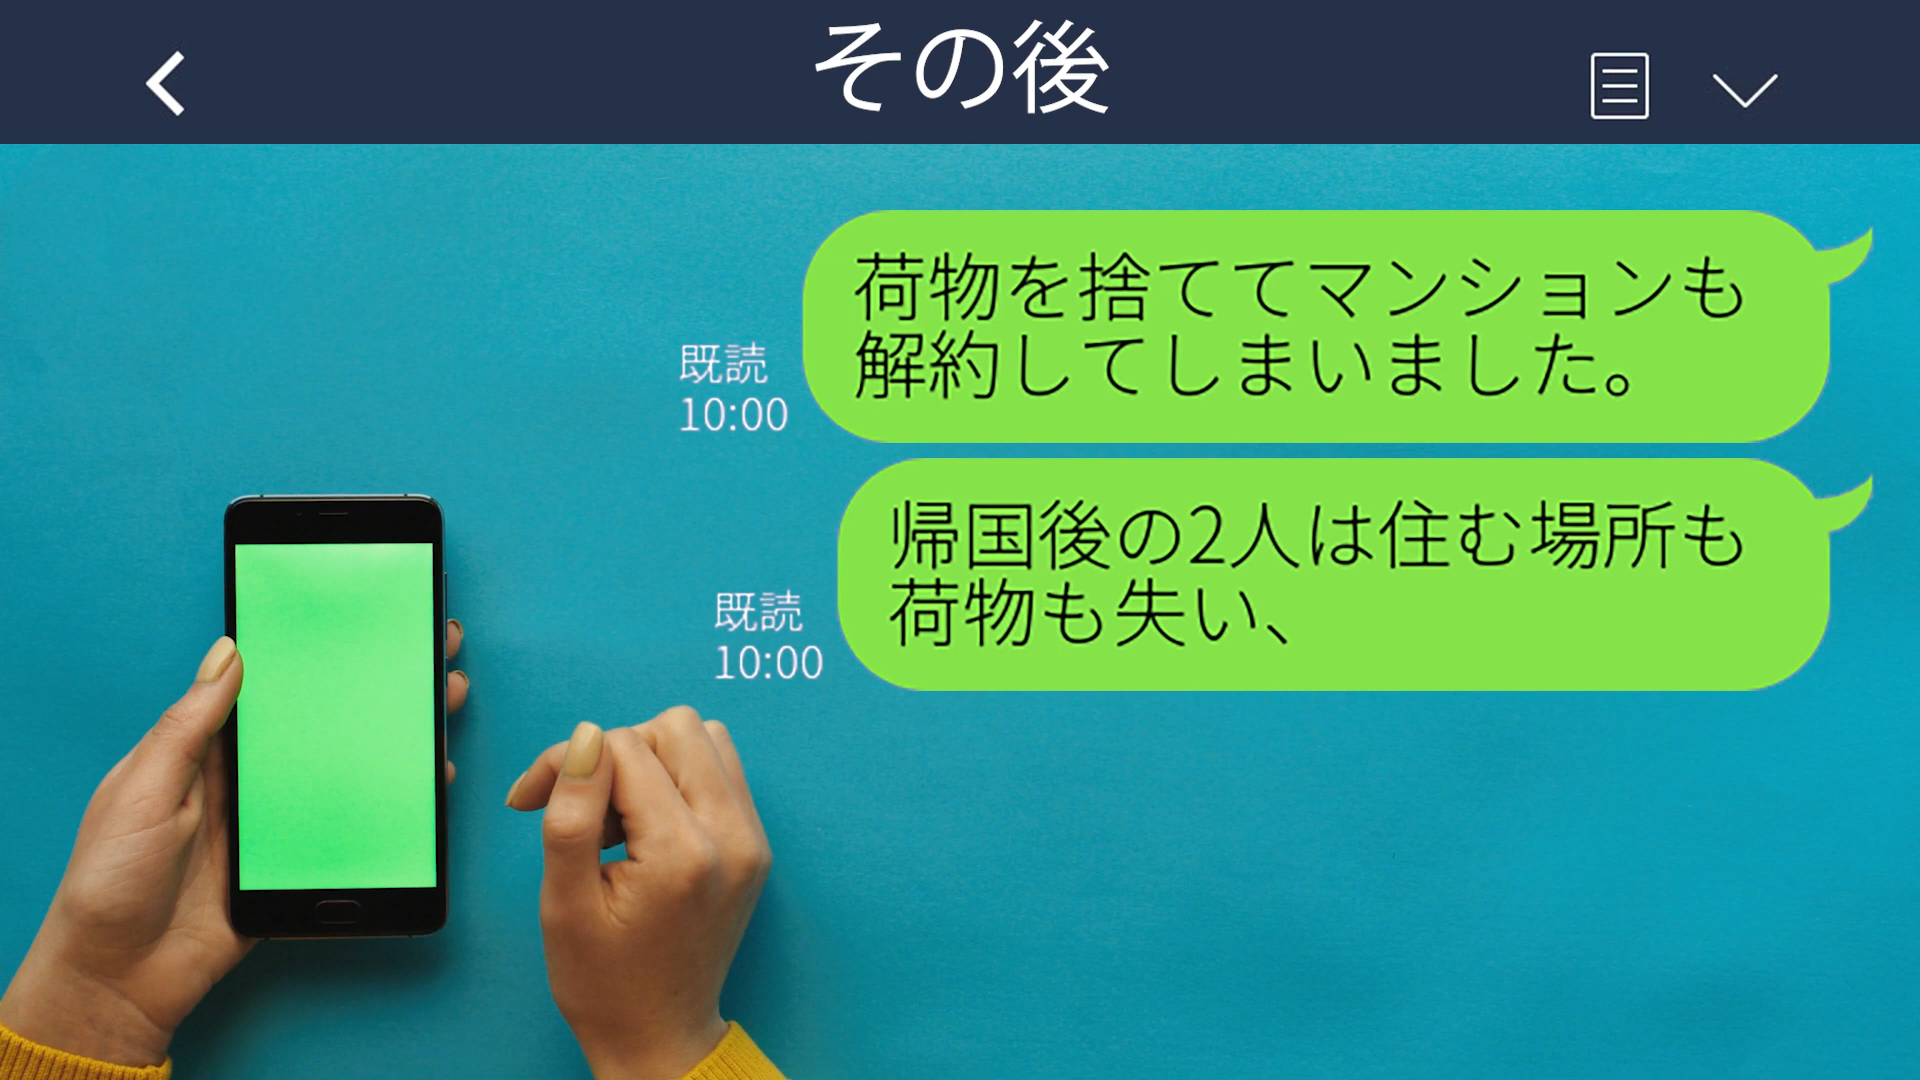 その後
荷物を捨ててマンションも
解約してしまいました。
既読
10:00
帰国後の2人は住む場所も
荷物も失い、
既読
10:00